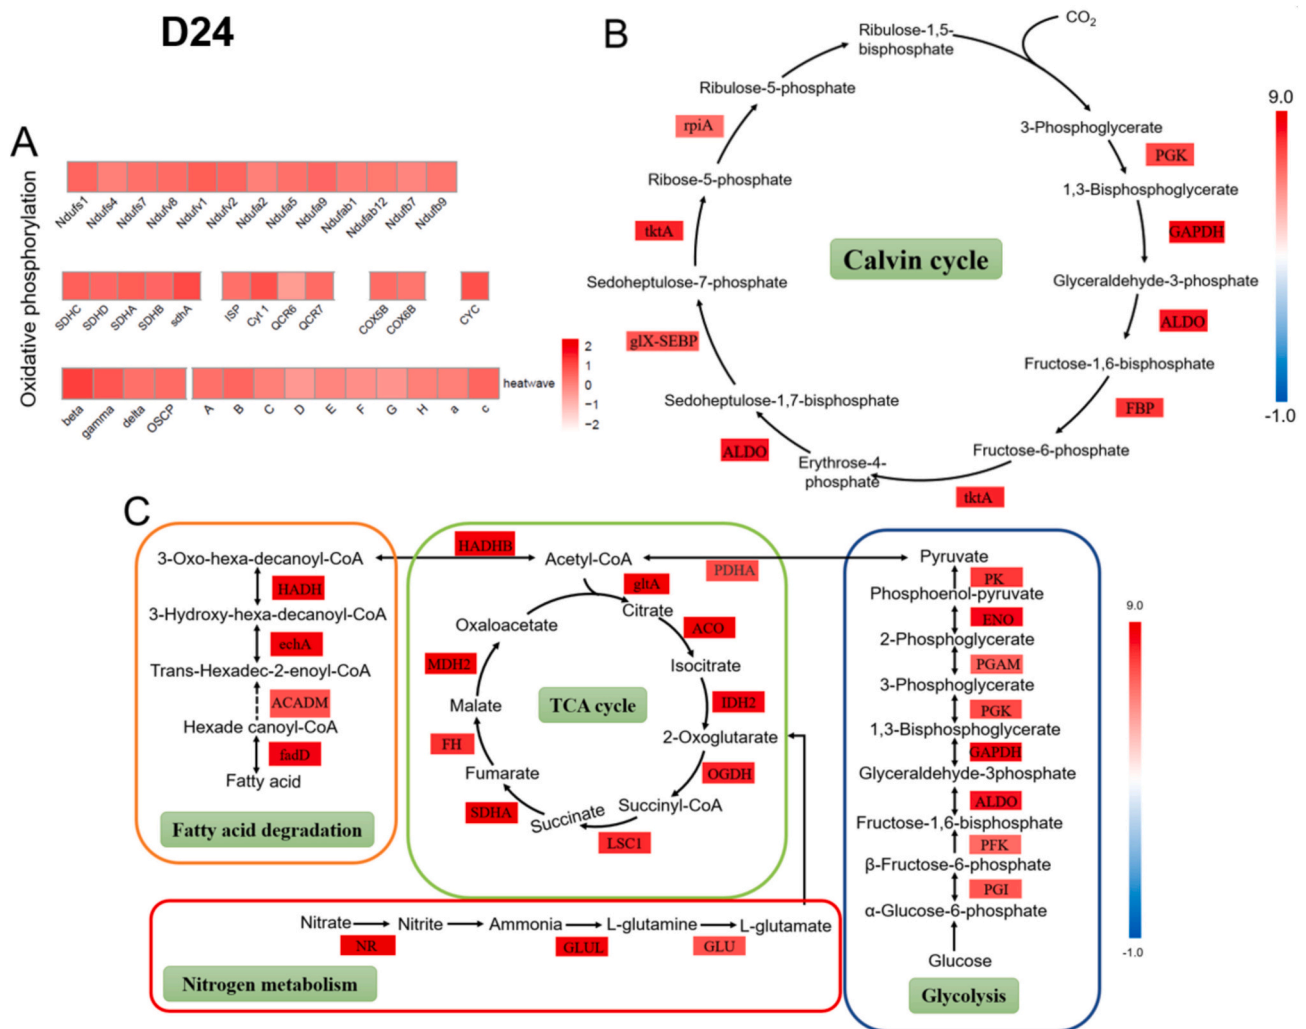 D24
A
Oxidative phosphorylation
Ndufs1 Ndufs4 Ndufs7 Ndufv8 Ndufv1 Ndufv2 Ndufa2 Ndufa5 Ndufa9 Ndufab1 Ndufab12 Ndufb7 Ndufb9
SDHC SDHD SDHA SDHB sdhA ISP Cyt 1 QCR6 QCR7 COX5B COX6B CYC
beta gamma delta OSCP A B C D E F G H a c
heatwave
2
1
0
−1
−2
B
CO2
Ribulose-1,5-
bisphosphate
Ribulose-5-phosphate
3-Phosphoglycerate
rpiA
PGK
Ribose-5-phosphate
1,3-Bisphosphoglycerate
tktA
GAPDH
Calvin cycle
Sedoheptulose-7-phosphate
Glyceraldehyde-3-phosphate
ALDO
glX-SEBP
Fructose-1,6-bisphosphate
Sedoheptulose-1,7-bisphosphate
FBP
ALDO
Fructose-6-phosphate
Erythrose-4-
phosphate
tktA
9.0
-1.0
C
3-Oxo-hexa-decanoyl-CoA
HADH
3-Hydroxy-hexa-decanoyl-CoA
echA
Trans-Hexadec-2-enoyl-CoA
ACADM
Hexade canoyl-CoA
fadD
Fatty acid
Fatty acid degradation
HADHB
Acetyl-CoA
PDHA
gltA
Citrate
Oxaloacetate
ACO
Isocitrate
MDH2
TCA cycle
IDH2
Malate
2-Oxoglutarate
FH
OGDH
Fumarate
SDHA
Succinyl-CoA
Succinate
LSC1
Pyruvate
PK
Phosphoenol-pyruvate
ENO
2-Phosphoglycerate
PGAM
3-Phosphoglycerate
PGK
1,3-Bisphosphoglycerate
GAPDH
Glyceraldehyde-3phosphate
ALDO
Fructose-1,6-bisphosphate
PFK
β-Fructose-6-phosphate
PGI
α-Glucose-6-phosphate
Glucose
Glycolysis
9.0
-1.0
Nitrate Nitrite Ammonia L-glutamine L-glutamate
NR GLUL GLU
Nitrogen metabolism